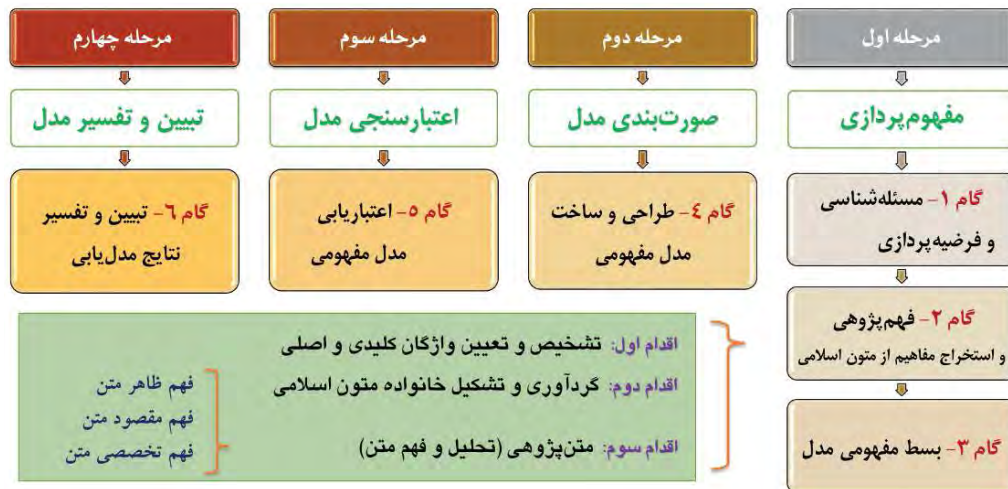 مرحله اول
مفهوم‌پردازی
گام ۱- مسئله‌شناسی
و فرضیه‌پردازی
گام ۲- فهم‌پژوهی
و استخراج مفاهیم از متون اسلامی
گام ۳- بسط مفهومی مدل
مرحله دوم
صورت‌بندی مدل
گام ٤- طراحی و ساخت
مدل مفهومی
مرحله سوم
اعتبارسنجی مدل
گام ٥- اعتباریابی
مدل مفهومی
مرحله چهارم
تبیین و تفسیر مدل
گام ٦- تبیین و تفسیر
نتایج مدل‌یابی
اقدام اول: تشخیص و تعیین واژگان کلیدی و اصلی
اقدام دوم: گردآوری و تشکیل خانواده متون اسلامی
اقدام سوم: متن‌پژوهی (تحلیل و فهم متن)
فهم ظاهر متن
فهم مقصود متن
فهم تخصصی متن